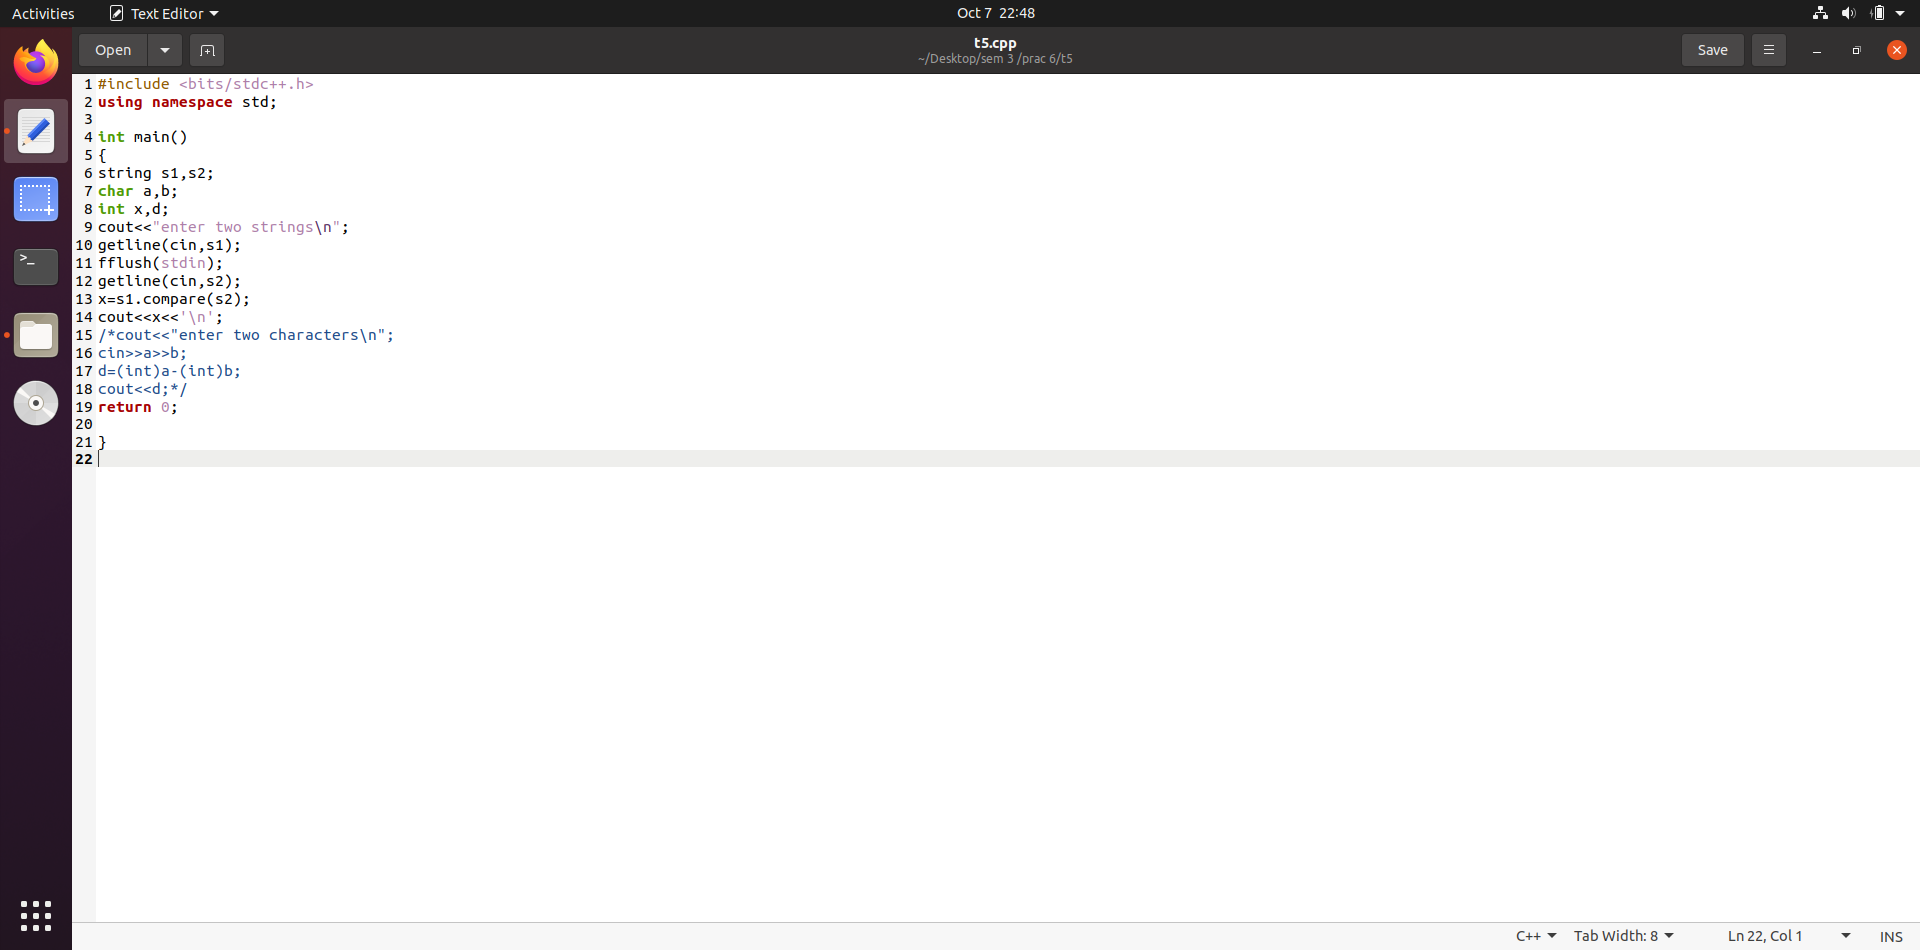 Activities Text Editor Oct 7 22:48
Open t5.cpp Save
~/Desktop/sem 3 /prac 6/t5
1 #include <bits/stdc++.h>
2 using namespace std;
3
4 int main()
5 {
6 string s1,s2;
7 char a,b;
8 int x,d;
9 cout<<"enter two strings\n";
10 getline(cin,s1);
11 fflush(stdin);
12 getline(cin,s2);
13 x=s1.compare(s2);
14 cout<<x<<'\n';
15 /*cout<<"enter two characters\n";
16 cin>>a>>b;
17 d=(int)a-(int)b;
18 cout<<d;*/
19 return 0;
20
21 }
22
C++ Tab Width: 8 Ln 22, Col 1 INS